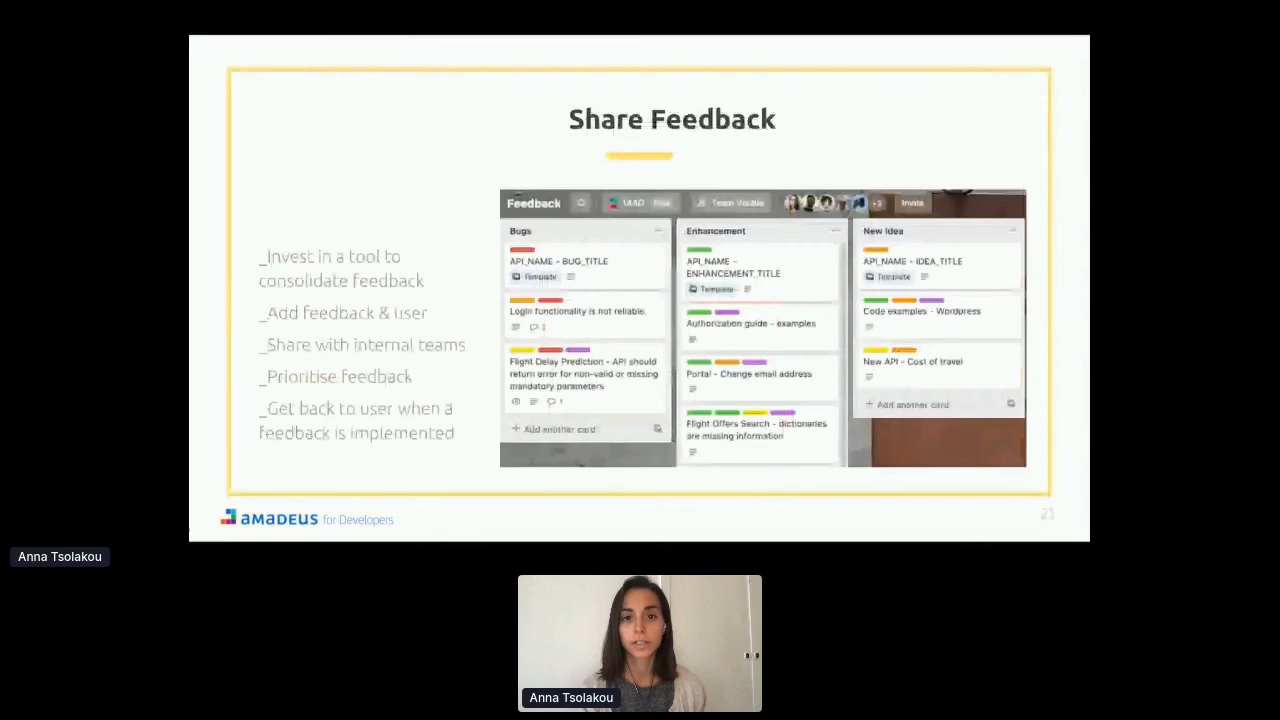 Share Feedback
_Invest in a tool to
consolidate feedback
_Add feedback & user
_Share with internal teams
_Prioritise feedback
_Get back to user when a
feedback is implemented
Feedback
Team Visible
+3
Invite
Bugs
API_NAME - BUG_TITLE
Template
Login functionality is not reliable.
Flight Delay Prediction - API should
return error for non-valid or missing
mandatory parameters
+ Add another card
Enhancement
API_NAME -
ENHANCEMENT_TITLE
Template
Authorization guide - examples
Portal - Change email address
Flight Offers Search - dictionaries
are missing information
New Idea
API_NAME - IDEA_TITLE
Template
Code examples - Wordpress
New API - Cost of travel
+ Add another card
amadeus for Developers
21
Anna Tsolakou
Anna Tsolakou